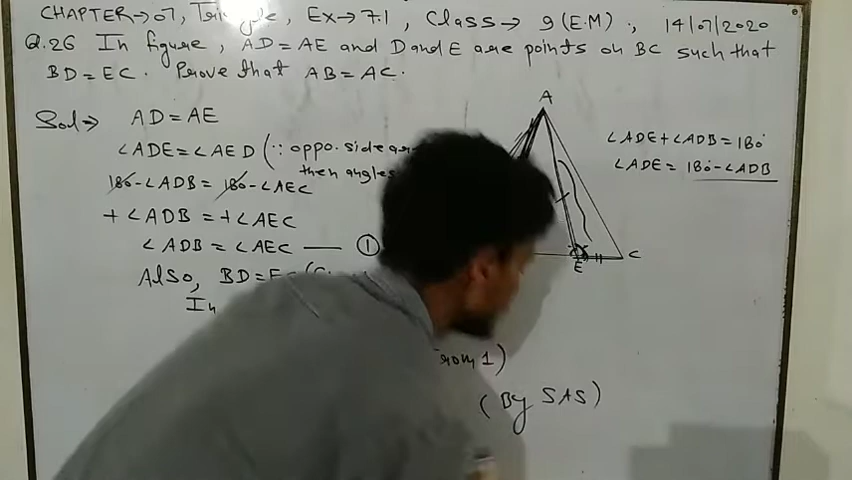 CHAPTER→07, Triangle, Ex→7.1, Class→ 9 (E.M)., 14/07/2020
Q.26 In figure, AD=AE and D and E are points on BC such that
BD=EC. Prove that AB=AC.
Sol→ AD=AE
∠ADE=∠AED (∵ oppo. side are
then angles
180-∠ADB=180-∠AEC
+∠ADB=+∠AEC
∠ADB=∠AEC — ①
Also, BD=EC
In
from 1)
(By SAS)
A
E
C
∠ADE+∠ADB=180°
∠ADE=180°-∠ADB